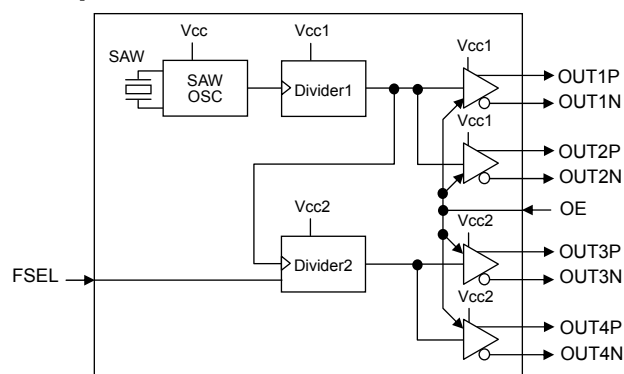 Vcc
Vcc1
SAW
SAW
OSC
Divider1
Vcc1
OUT1P
OUT1N
Vcc1
OUT2P
OUT2N
OE
Vcc2
Divider2
FSEL
Vcc2
OUT3P
OUT3N
Vcc2
OUT4P
OUT4N